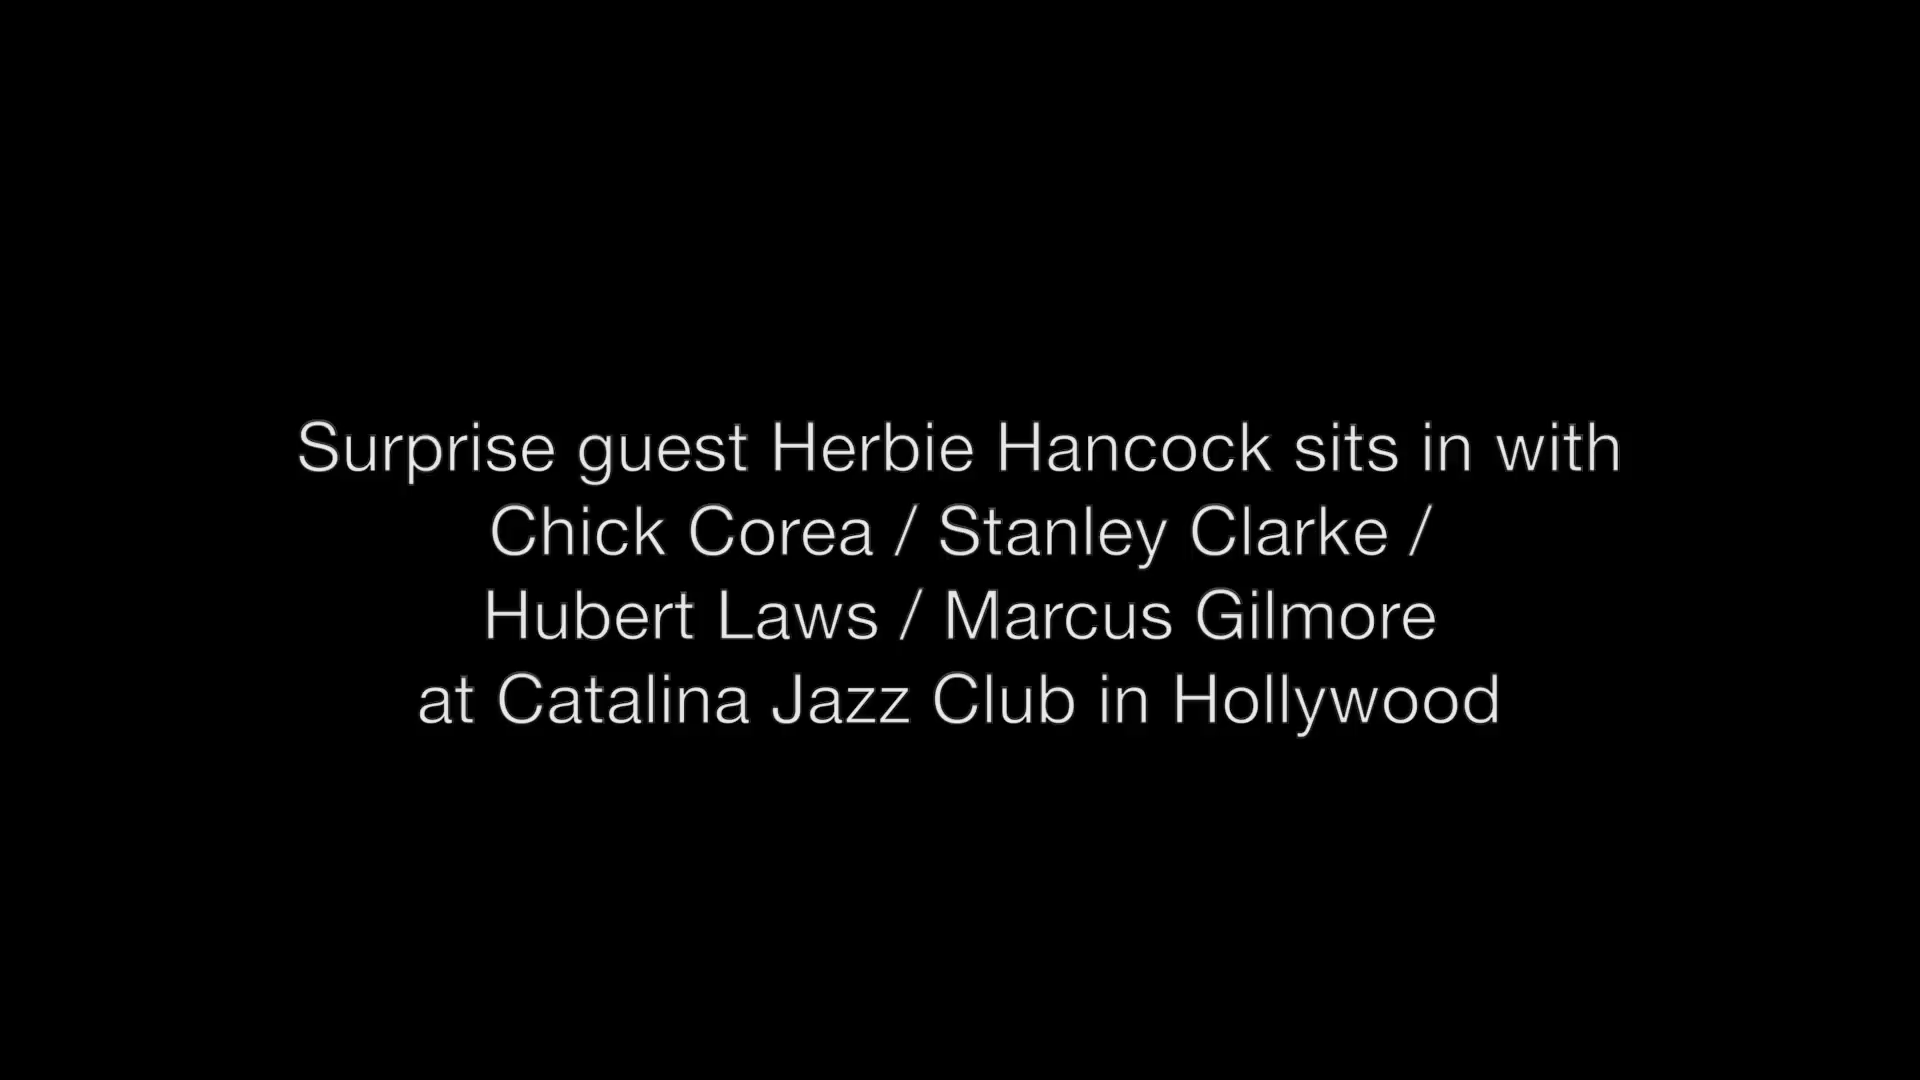 Surprise guest Herbie Hancock sits in with
Chick Corea / Stanley Clarke /
Hubert Laws / Marcus Gilmore
at Catalina Jazz Club in Hollywood